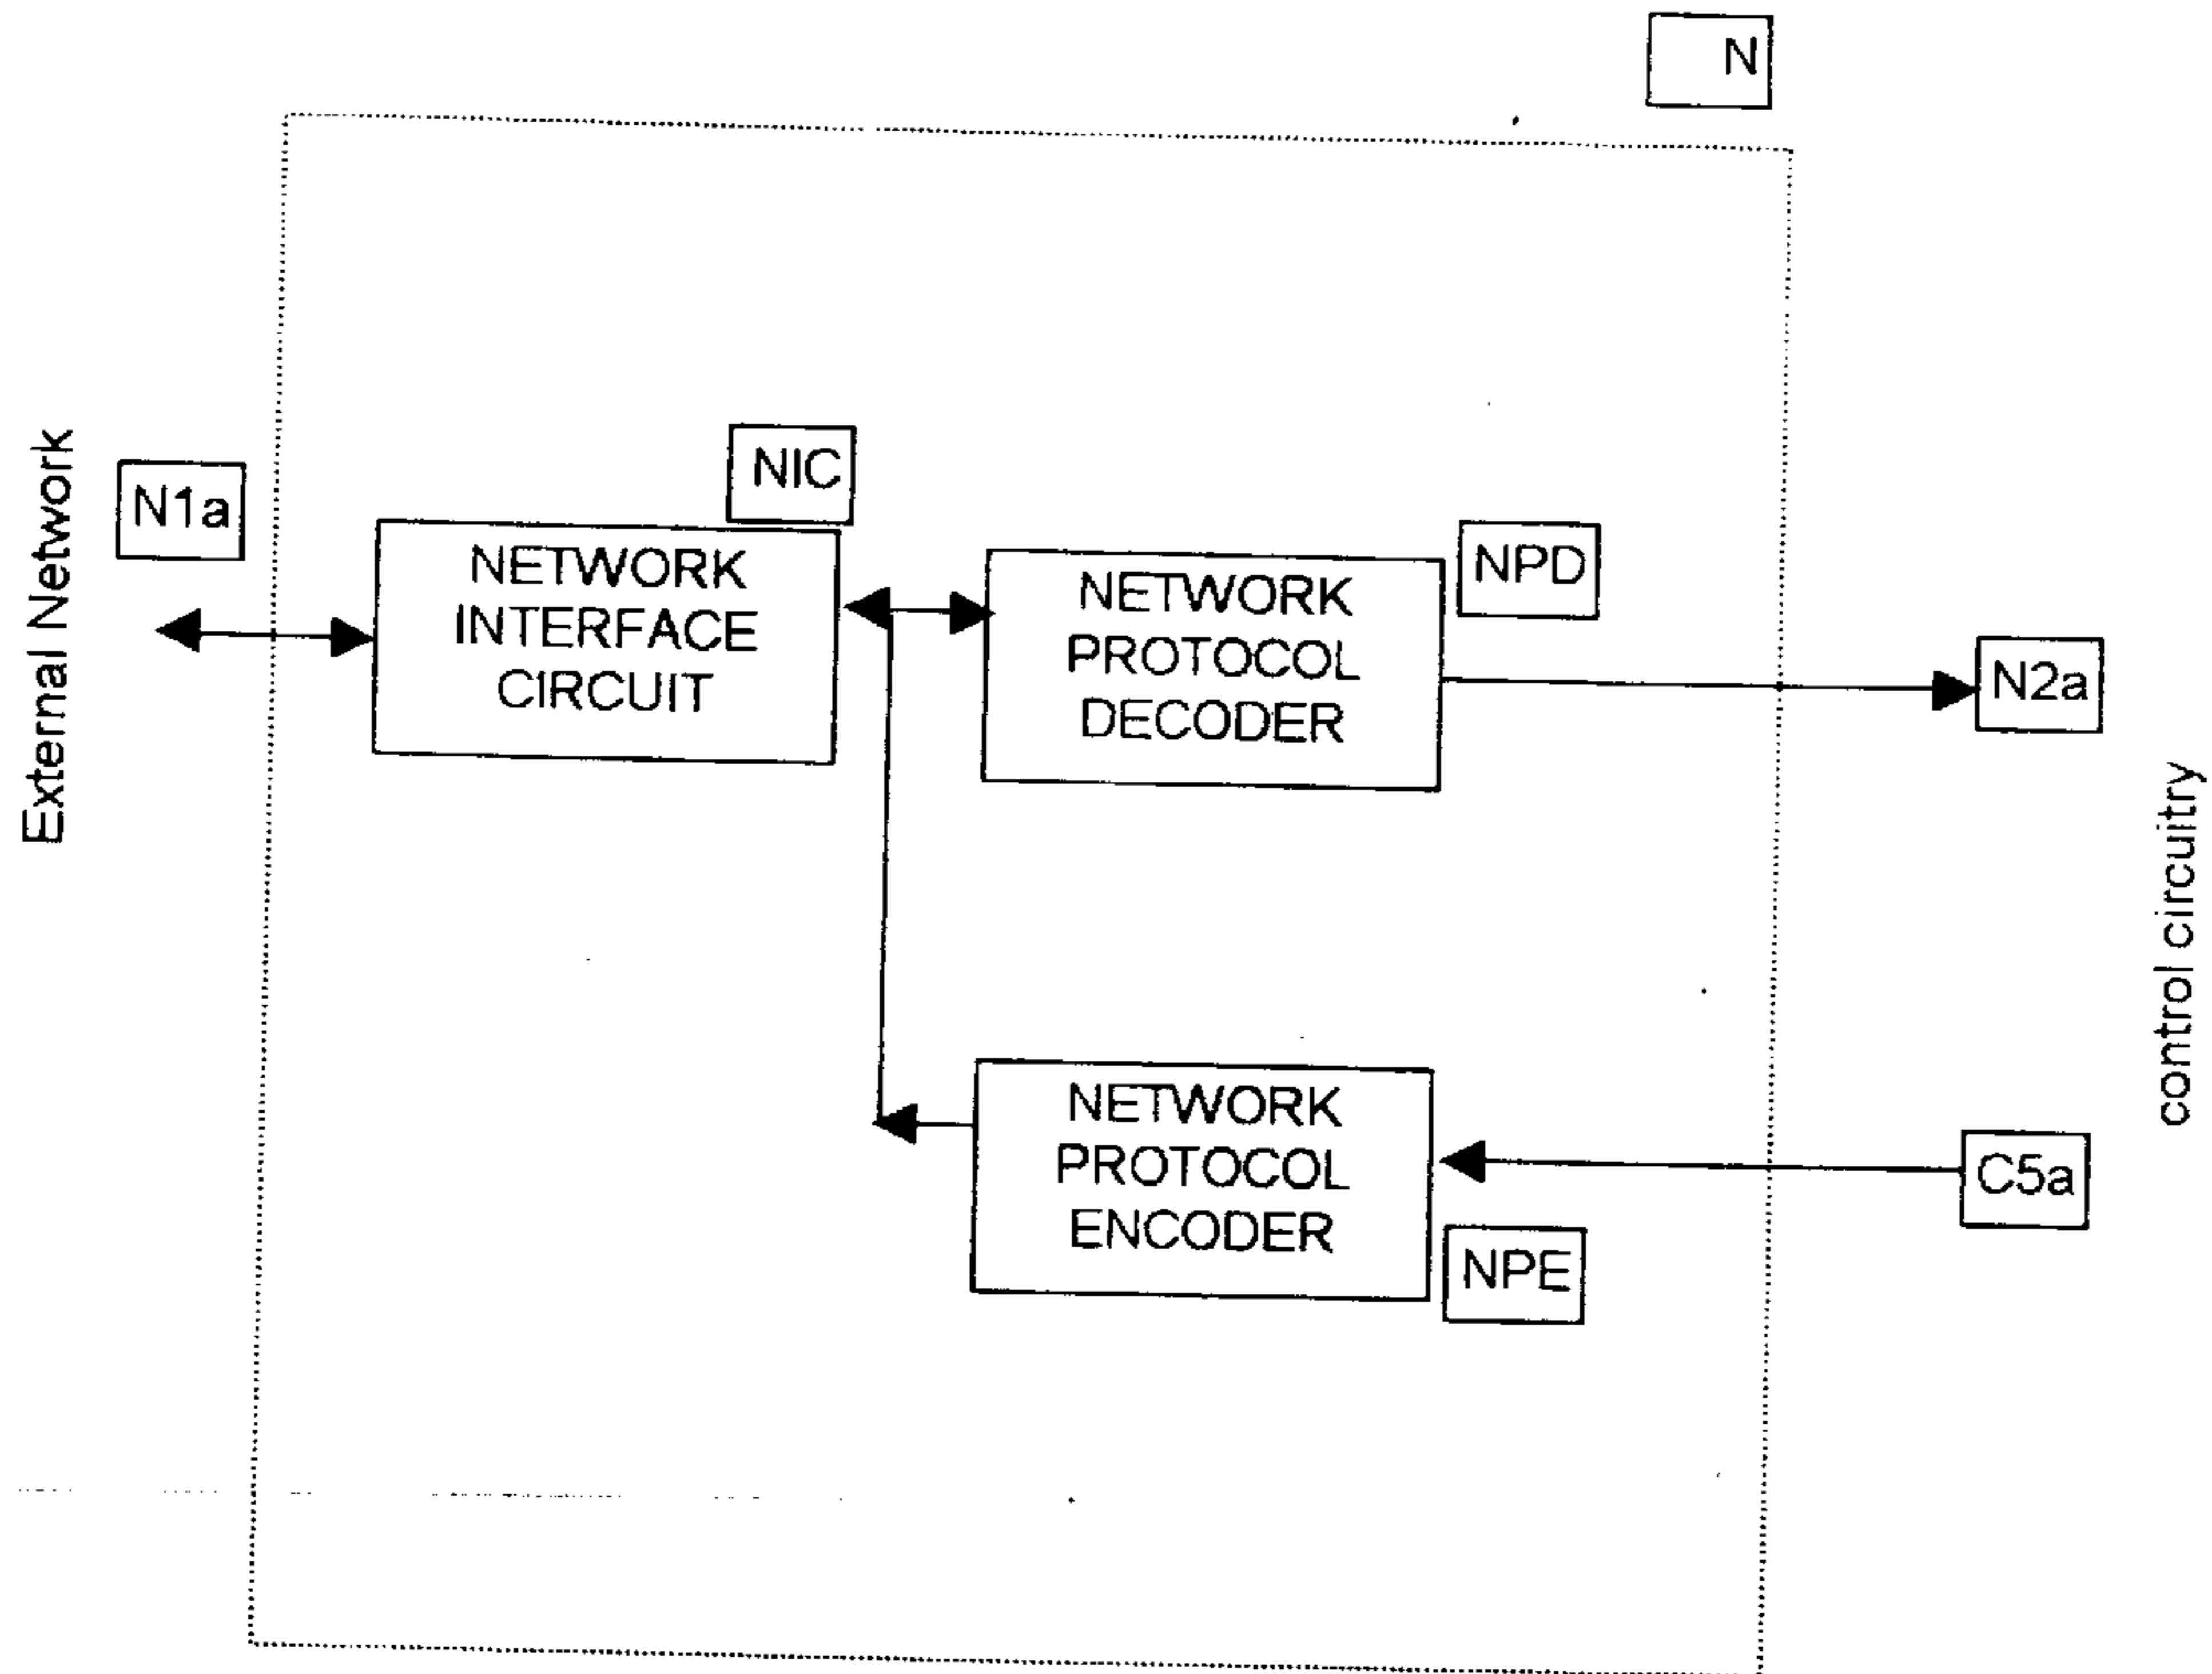 N
External Network
N1a
NIC
NETWORK
INTERFACE
CIRCUIT
NPD
NETWORK
PROTOCOL
DECODER
N2a
control circuitry
NETWORK
PROTOCOL
ENCODER
C5a
NPE